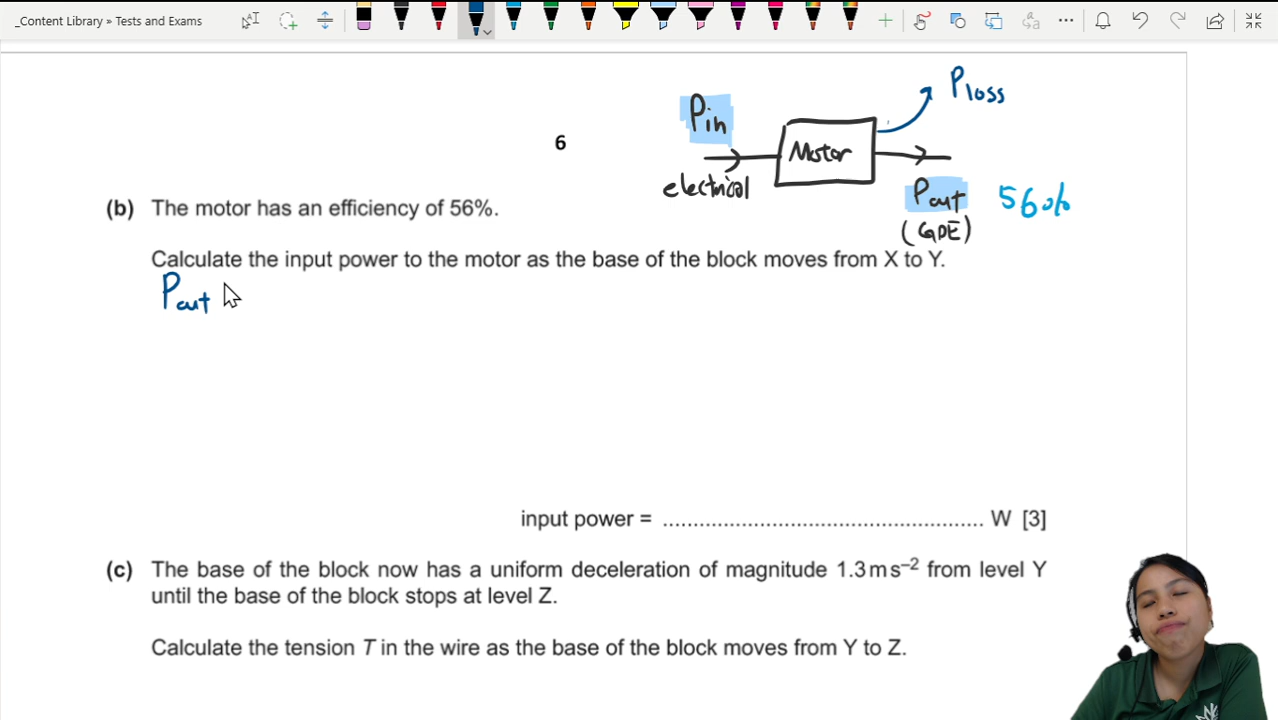 _Content Library » Tests and Exams
Ploss
Pin
6
Motor
electrical
Pout 56%
(GPE)
(b) The motor has an efficiency of 56%.
Calculate the input power to the motor as the base of the block moves from X to Y.
Pout
input power = ...................................................... W [3]
(c) The base of the block now has a uniform deceleration of magnitude 1.3 m s⁻² from level Y
until the base of the block stops at level Z.
Calculate the tension T in the wire as the base of the block moves from Y to Z.